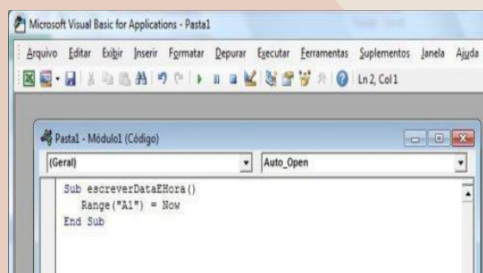 Microsoft Visual Basic for Applications - Pasta1
Arquivo Editar Exibir Inserir Formatar Depurar Executar Ferramentas Suplementos Janela Ajuda
Ln 2, Col 1
Pasta1 - Módulo1 (Código)
(Geral) Auto_Open
Sub escreverDataEHora()
Range("A1") = Now
End Sub